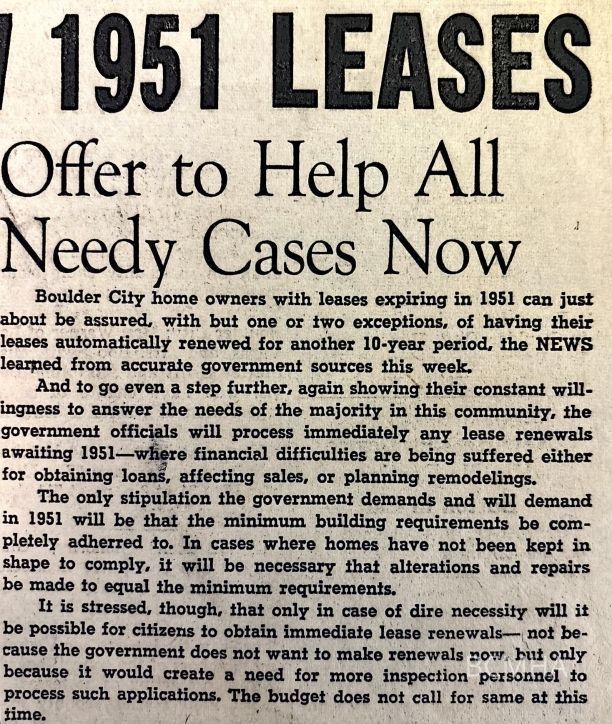 1951 LEASES
Offer to Help All
Needy Cases Now
Boulder City home owners with leases expiring in 1951 can just
about be assured, with but one or two exceptions, of having their
leases automatically renewed for another 10-year period, the NEWS
learned from accurate government sources this week.
And to go even a step further, again showing their constant will-
ingness to answer the needs of the majority in this community, the
government officials will process immediately any lease renewals
awaiting 1951—where financial difficulties are being suffered either
for obtaining loans, affecting sales, or planning remodelings.
The only stipulation the government demands and will demand
in 1951 will be that the minimum building requirements be com-
pletely adherred to. In cases where homes have not been kept in
shape to comply, it will be necessary that alterations and repairs
be made to equal the minimum requirements.
It is stressed, though, that only in case of dire necessity will it
be possible for citizens to obtain immediate lease renewals— not be-
cause the government does not want to make renewals now, but only
because it would create a need for more inspection personnel to
process such applications. The budget does not call for same at this
time.